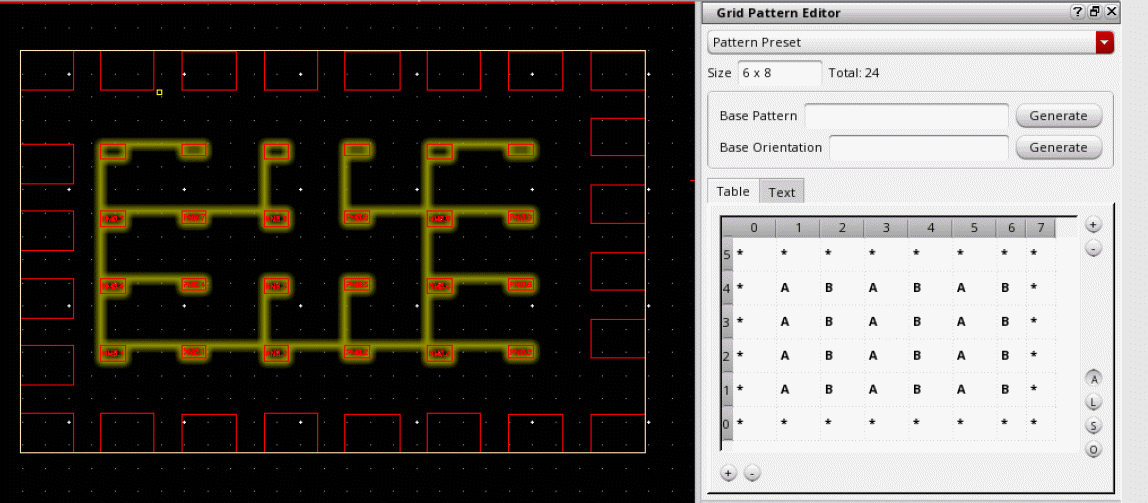 Grid Pattern Editor ?
Pattern Preset
Size 6 x 8 Total: 24
Base Pattern Generate
Base Orientation Generate
Table Text
0 1 2 3 4 5 6 7
5 * * * * * * * *
4 * A B A B A B *
3 * A B A B A B *
2 * A B A B A B *
1 * A B A B A B *
0 * * * * * * * *
+
-
A
L
S
O
+ -